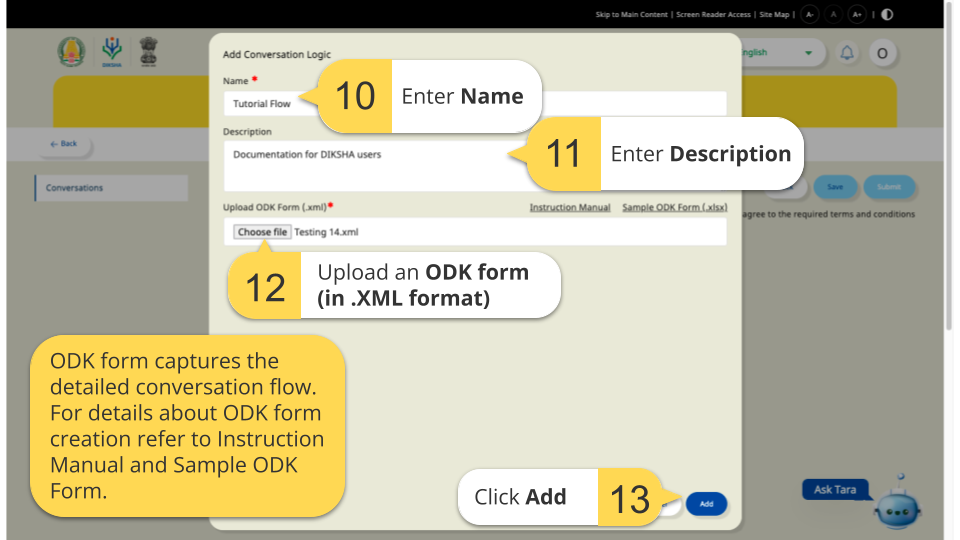 Skip to Main Content | Screen Reader Access | Site Map | A- A A+ |
Add Conversation Logic
nglish
O
DIKSHA
Name *
Tutorial Flow
10 Enter Name
Description
← Back
Documentation for DIKSHA users
11 Enter Description
Conversations
Save Submit
Upload ODK Form (.xml)*
Instruction Manual Sample ODK Form (.xlsx)
agree to the required terms and conditions
Choose file Testing 14.xml
12
Upload an ODK form
(in .XML format)
ODK form captures the
detailed conversation flow.
For details about ODK form
creation refer to Instruction
Manual and Sample ODK
Form.
Click Add 13
Add
Ask Tara